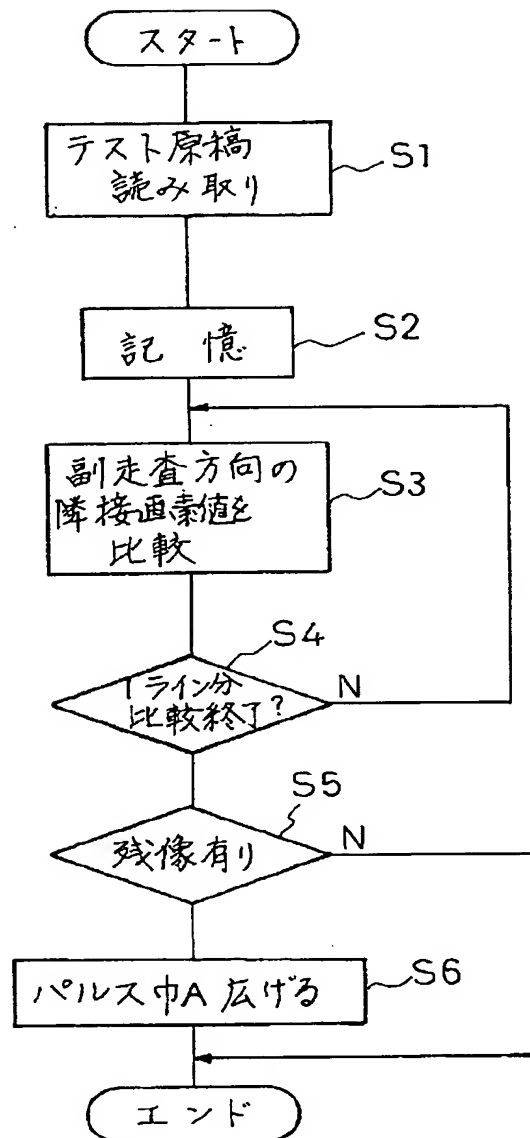 スタート
テスト原稿
読み取り
S1
記憶
S2
副走査方向の
隣接画素値を
比較
S3
S4
1ライン分
比較終了?
N
S5
残像有り
N
パルス巾A広げる
S6
エンド